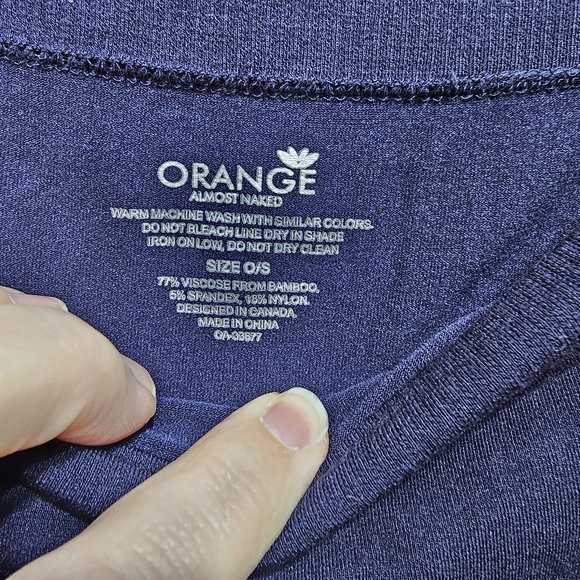 ORANGE
ALMOST NAKED
WARM MACHINE WASH WITH SIMILAR COLORS.
DO NOT BLEACH LINE DRY IN SHADE
IRON ON LOW, DO NOT DRY CLEAN
SIZE O/S
77% VISCOSE FROM BAMBOO,
5% SPANDEX, 18% NYLON.
DESIGNED IN CANADA.
MADE IN CHINA
CA-33677